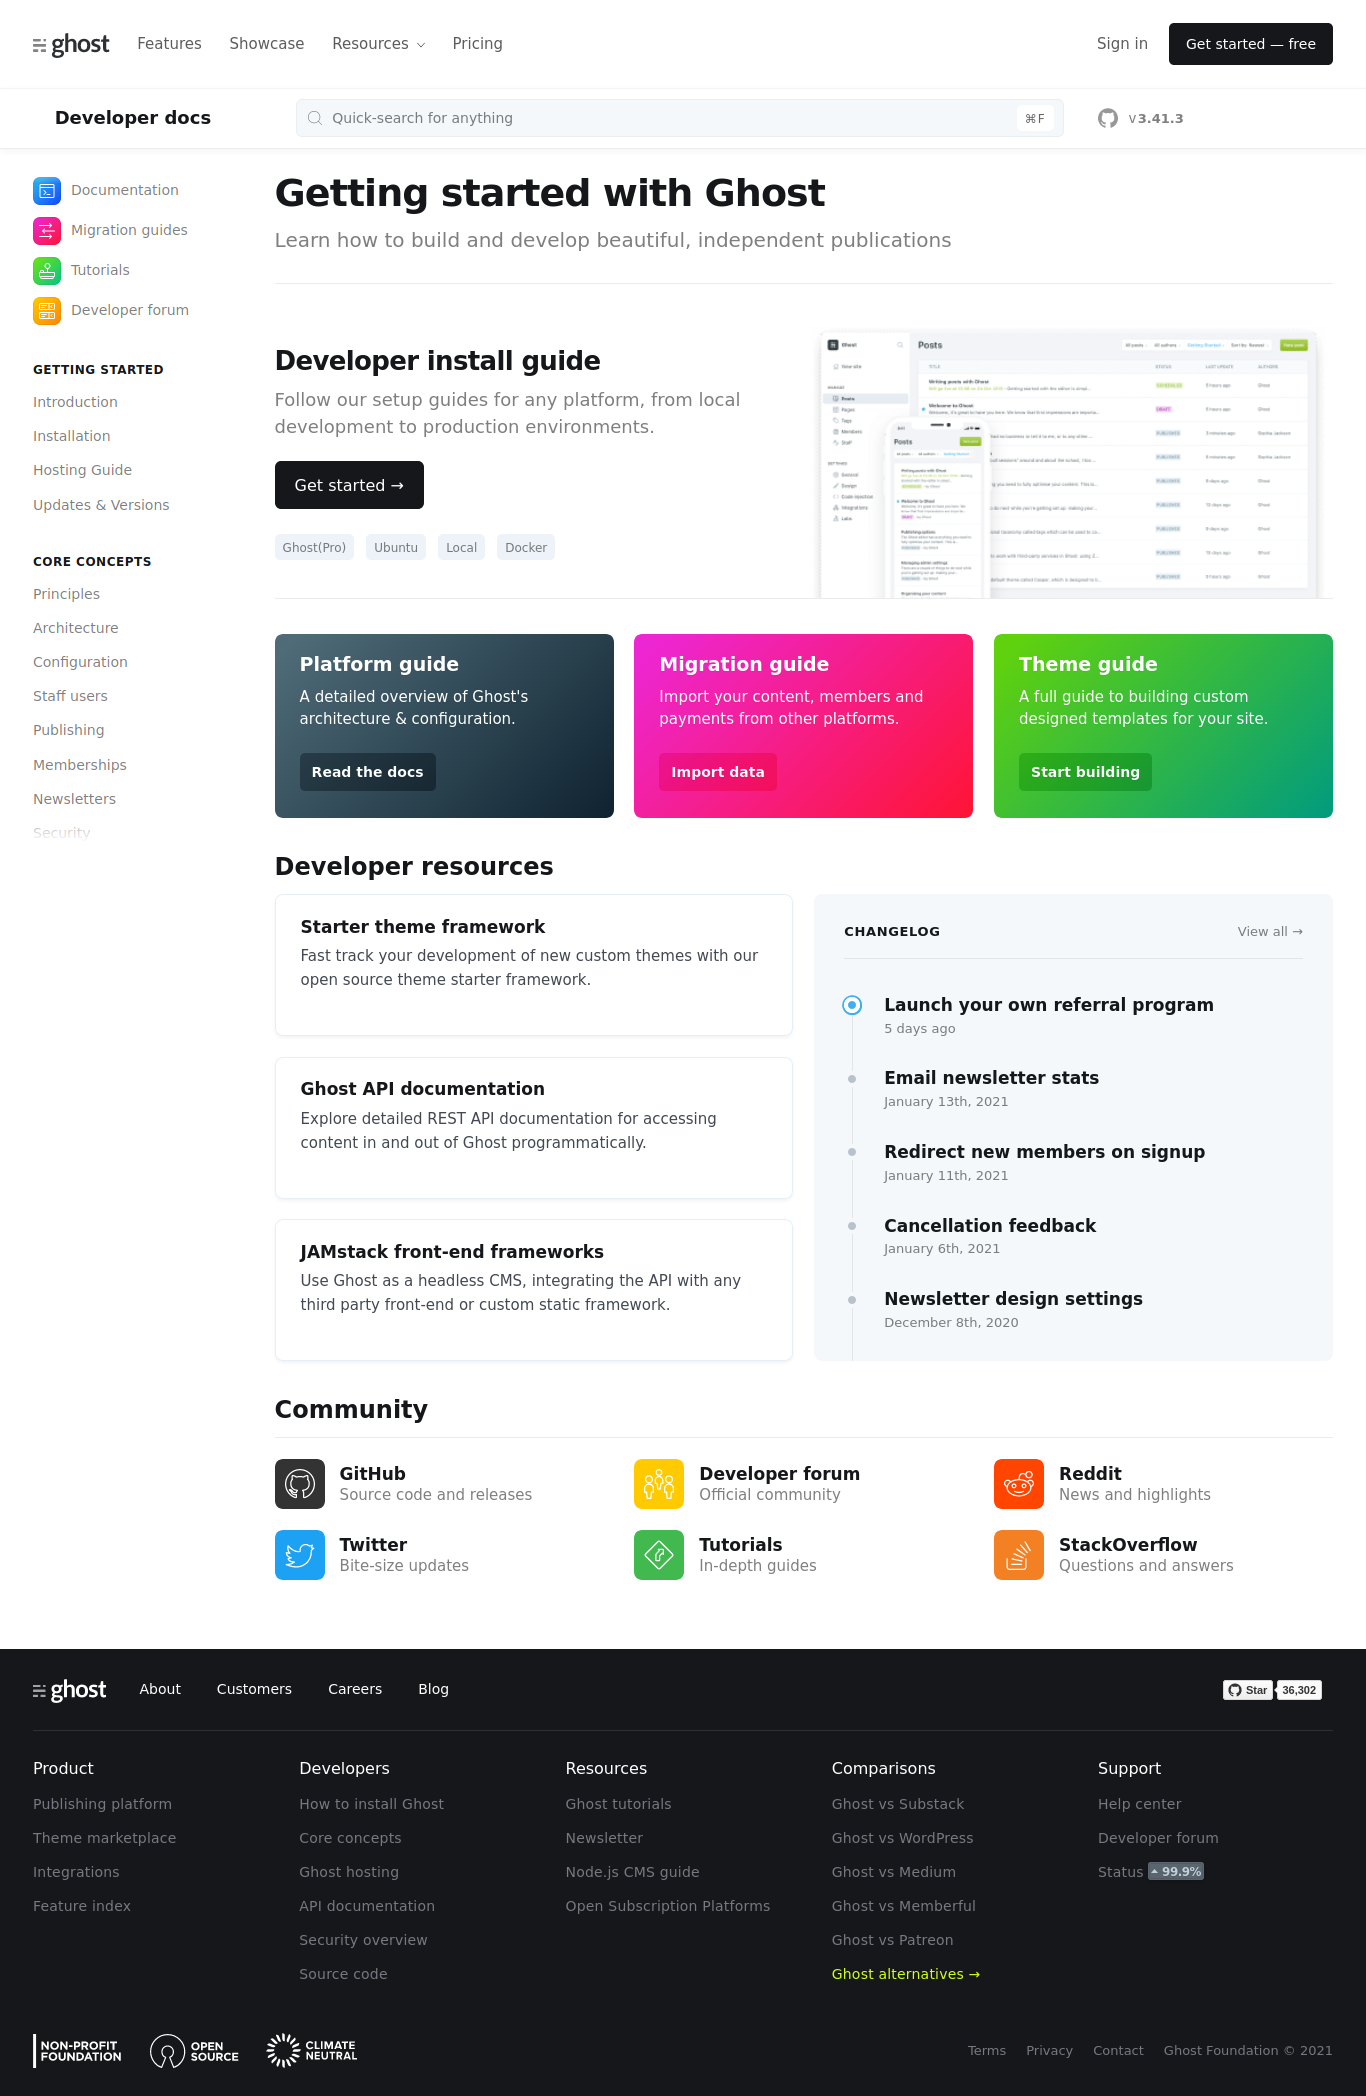 ghost Features Showcase Resources Pricing Sign in Get started — free
Developer docs Quick-search for anything ⌘F V3.41.3
Documentation
Migration guides
Tutorials
Developer forum
GETTING STARTED
Introduction
Installation
Hosting Guide
Updates & Versions
CORE CONCEPTS
Principles
Architecture
Configuration
Staff users
Publishing
Memberships
Newsletters
Security
Getting started with Ghost
Learn how to build and develop beautiful, independent publications
Developer install guide
Follow our setup guides for any platform, from local
development to production environments.
Get started →
Ghost(Pro) Ubuntu Local Docker
Ghost
Posts
Platform guide
A detailed overview of Ghost's
architecture & configuration.
Read the docs
Migration guide
Import your content, members and
payments from other platforms.
Import data
Theme guide
A full guide to building custom
designed templates for your site.
Start building
Developer resources
Starter theme framework
Fast track your development of new custom themes with our
open source theme starter framework.
Ghost API documentation
Explore detailed REST API documentation for accessing
content in and out of Ghost programmatically.
JAMstack front-end frameworks
Use Ghost as a headless CMS, integrating the API with any
third party front-end or custom static framework.
CHANGELOG View all →
Launch your own referral program
5 days ago
Email newsletter stats
January 13th, 2021
Redirect new members on signup
January 11th, 2021
Cancellation feedback
January 6th, 2021
Newsletter design settings
December 8th, 2020
Community
GitHub
Source code and releases
Developer forum
Official community
Reddit
News and highlights
Twitter
Bite-size updates
Tutorials
In-depth guides
StackOverflow
Questions and answers
ghost About Customers Careers Blog Star 36,302
Product
Publishing platform
Theme marketplace
Integrations
Feature index
Developers
How to install Ghost
Core concepts
Ghost hosting
API documentation
Security overview
Source code
Resources
Ghost tutorials
Newsletter
Node.js CMS guide
Open Subscription Platforms
Comparisons
Ghost vs Substack
Ghost vs WordPress
Ghost vs Medium
Ghost vs Memberful
Ghost vs Patreon
Ghost alternatives →
Support
Help center
Developer forum
Status 99.9%
NON-PROFIT
FOUNDATION
OPEN
SOURCE
CLIMATE
NEUTRAL
Terms Privacy Contact Ghost Foundation © 2021